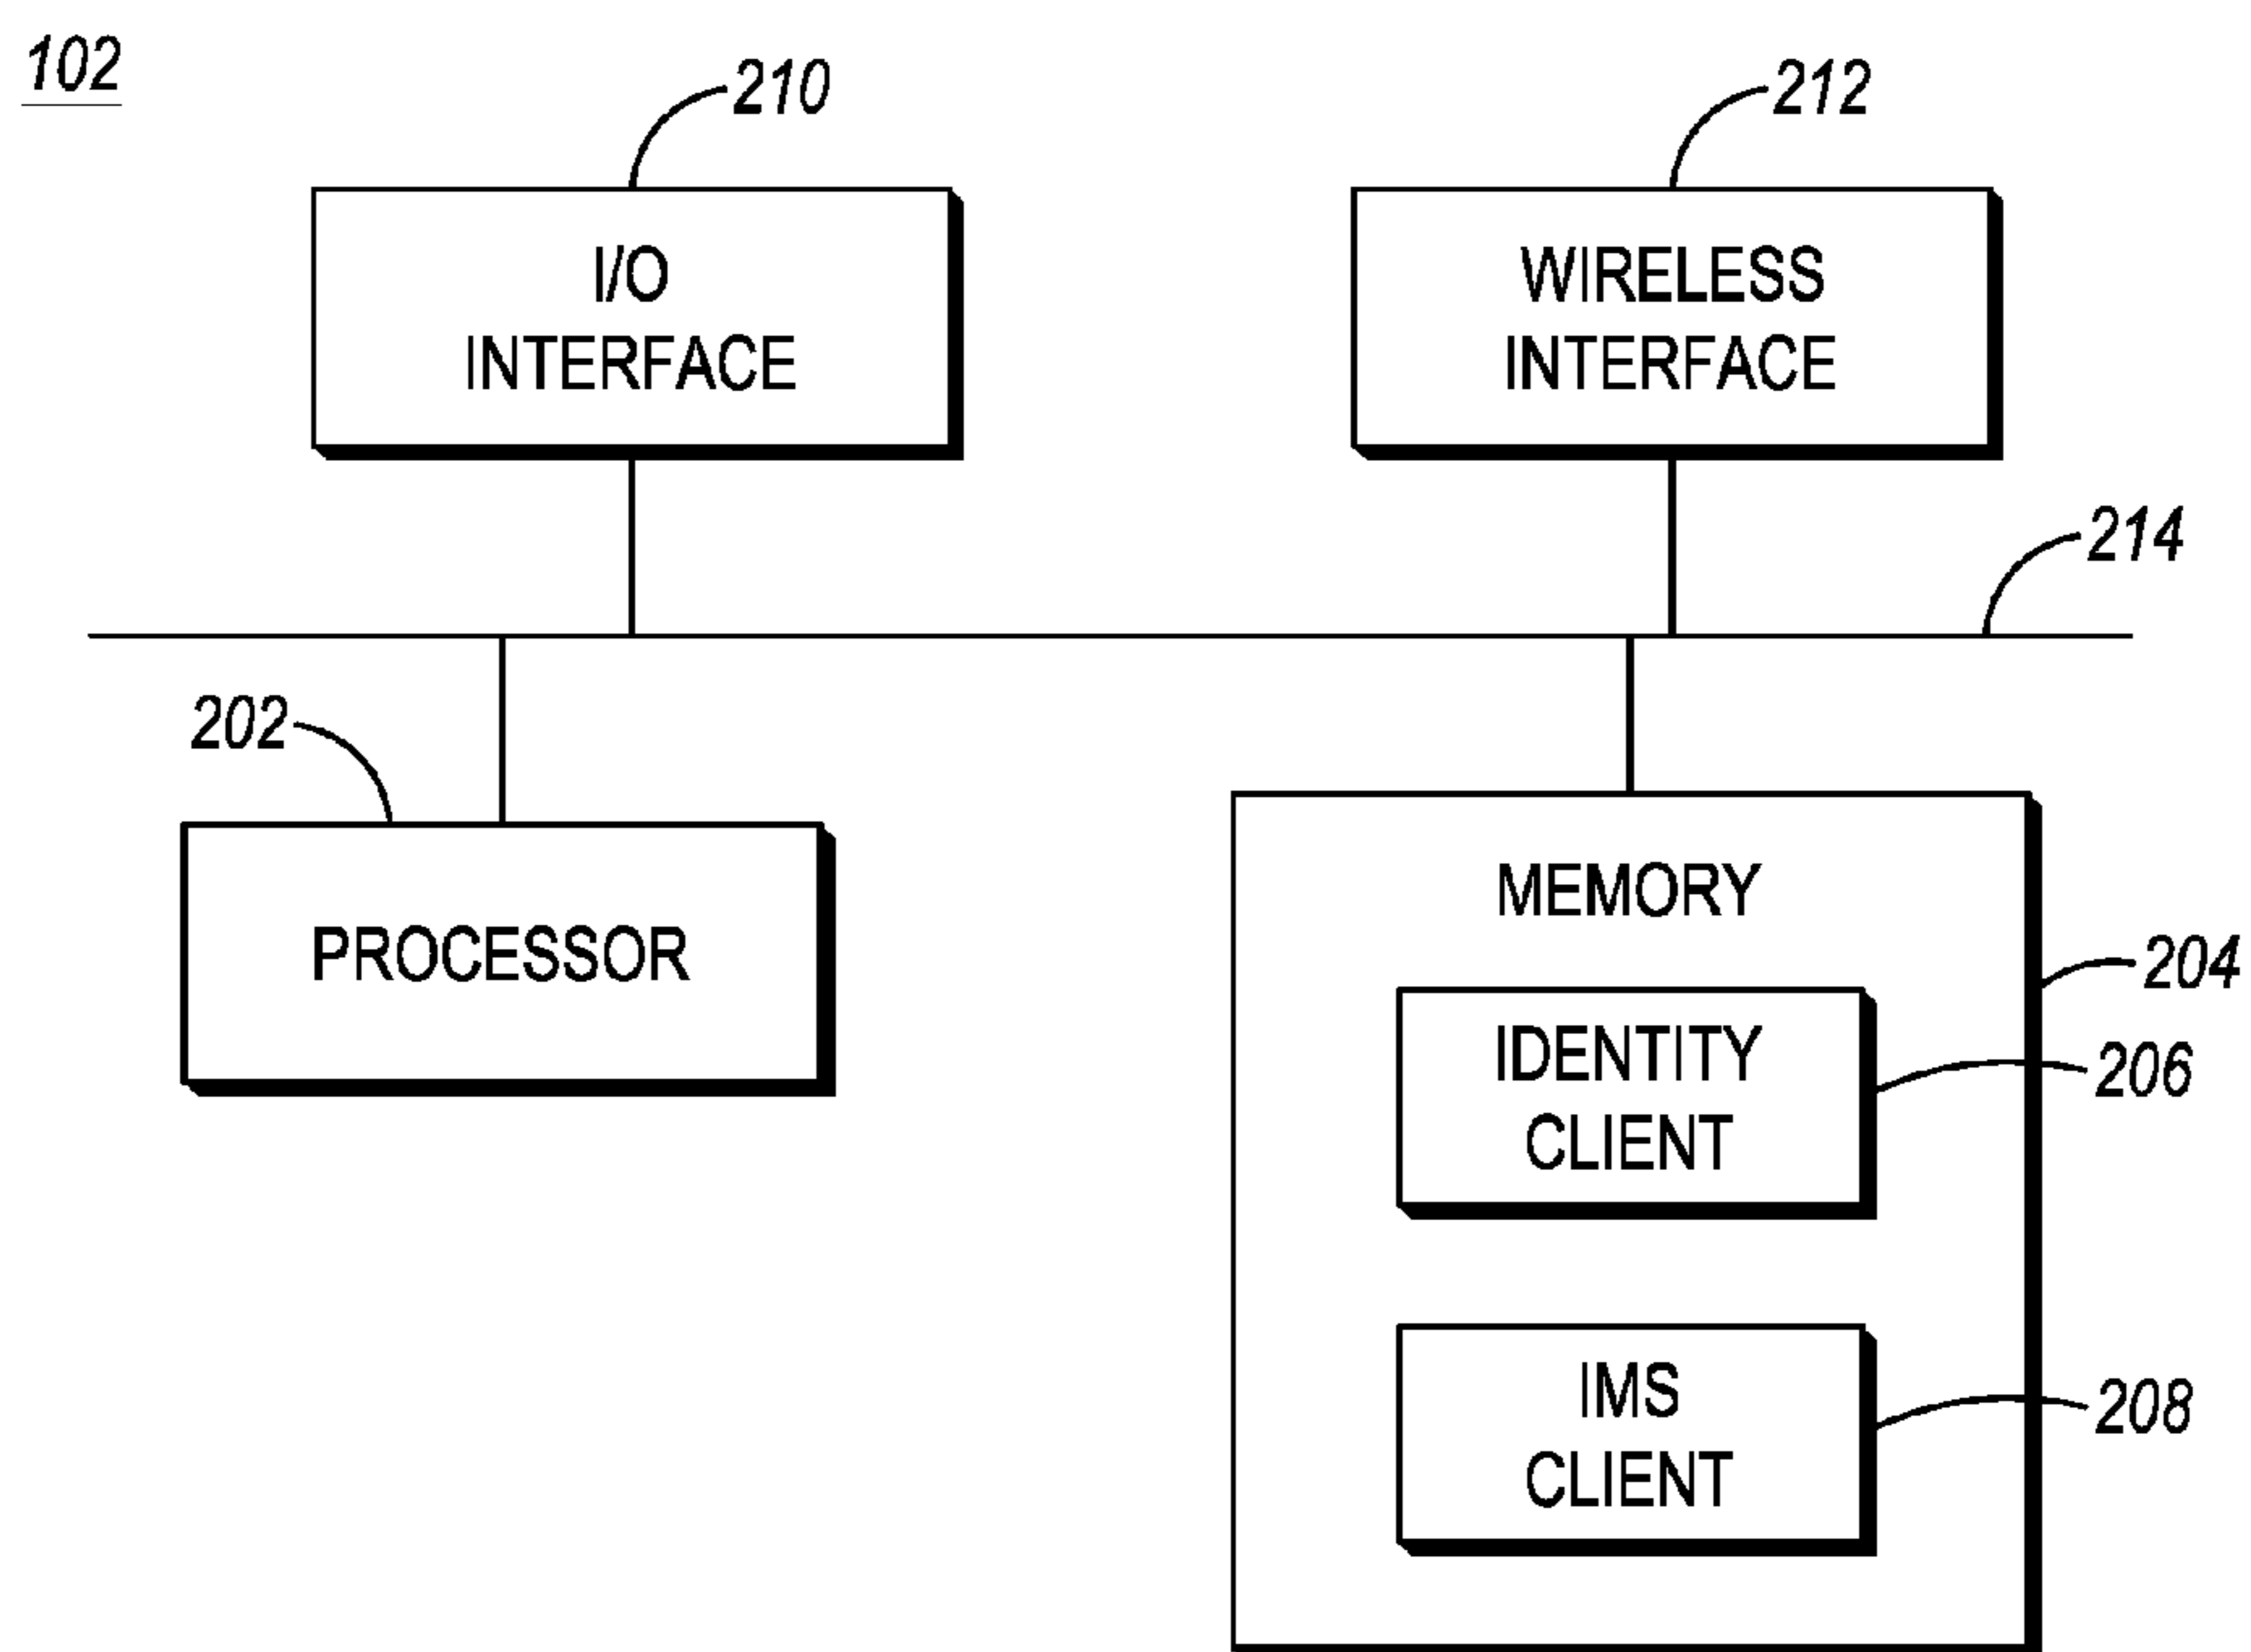 102
210
212
I/O
INTERFACE
WIRELESS
INTERFACE
214
202
PROCESSOR
MEMORY
204
IDENTITY
CLIENT
206
IMS
CLIENT
208